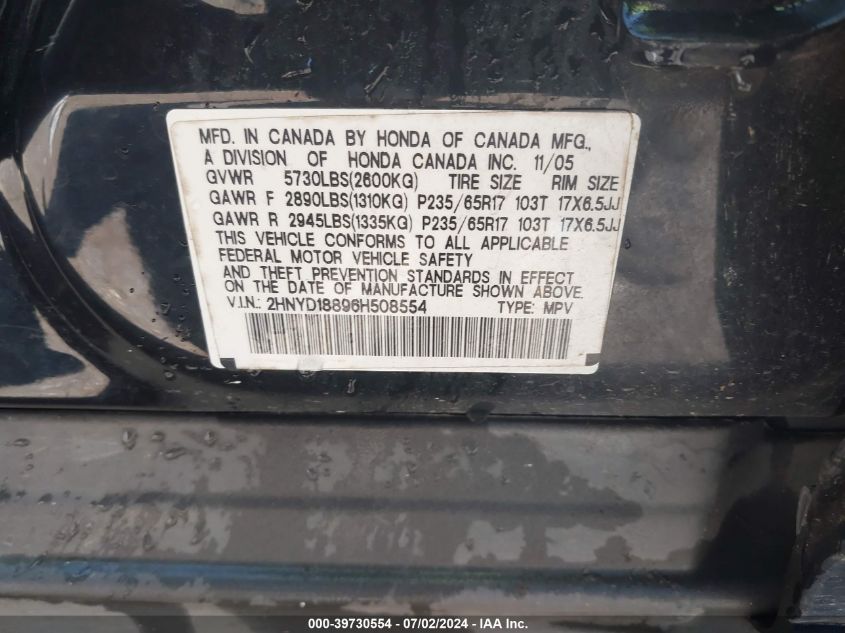 MFD. IN CANADA BY HONDA OF CANADA MFG.,
A DIVISION OF HONDA CANADA INC. 11/05
GVWR 5730LBS(2600KG) TIRE SIZE RIM SIZE
GAWR F 2890LBS(1310KG) P235/65R17 103T 17X6.5JJ
GAWR R 2945LBS(1335KG) P235/65R17 103T 17X6.5JJ
THIS VEHICLE CONFORMS TO ALL APPLICABLE
FEDERAL MOTOR VEHICLE SAFETY
AND THEFT PREVENTION STANDARDS IN EFFECT
ON THE DATE OF MANUFACTURE SHOWN ABOVE.
V.I.N.: 2HNYD18896H508554 TYPE: MPV
000-39730554 - 07/02/2024 - IAA Inc.